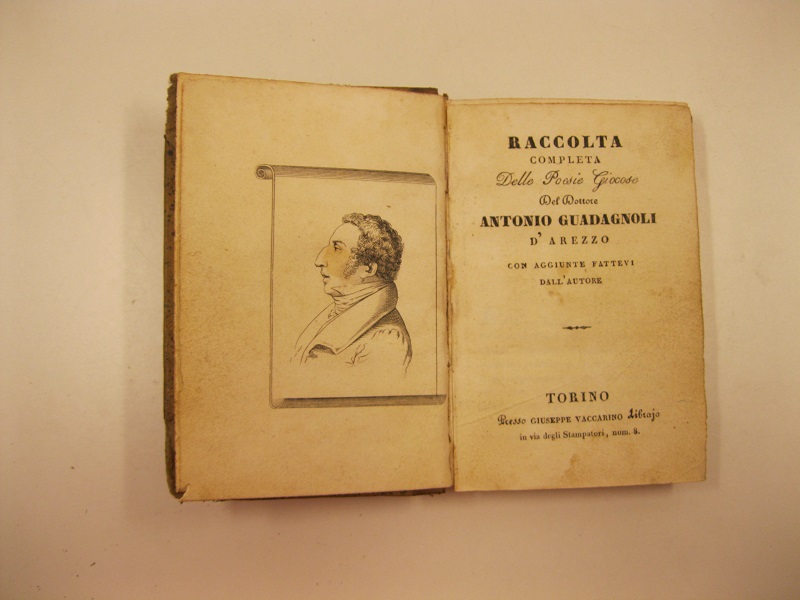 RACCOLTA
COMPLETA
Delle Poesie Giocose
Del Dottore
ANTONIO GUADAGNOLI
D'AREZZO
CON AGGIUNTE FATTEVI
DALL'AUTORE
TORINO
Presso GIUSEPPE VACCARINO Librajo
in via degli Stampatori, num. 4.